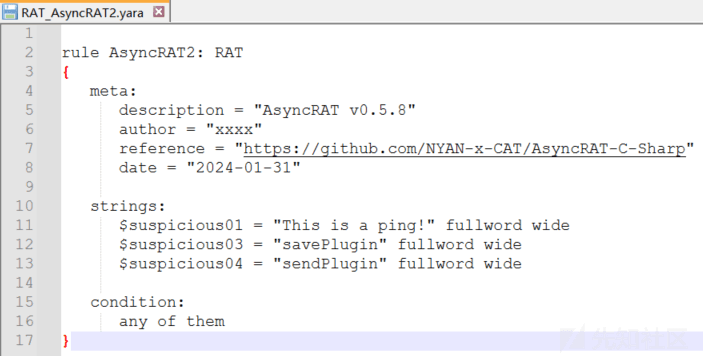 RAT_AsyncRAT2.yara
1
2 rule AsyncRAT2: RAT
3 {
4 meta:
5 description = "AsyncRAT v0.5.8"
6 author = "xxxx"
7 reference = "https://github.com/NYAN-x-CAT/AsyncRAT-C-Sharp"
8 date = "2024-01-31"
9
10 strings:
11 $suspicious01 = "This is a ping!" fullword wide
12 $suspicious03 = "savePlugin" fullword wide
13 $suspicious04 = "sendPlugin" fullword wide
14
15 condition:
16 any of them
17 }
先知社区